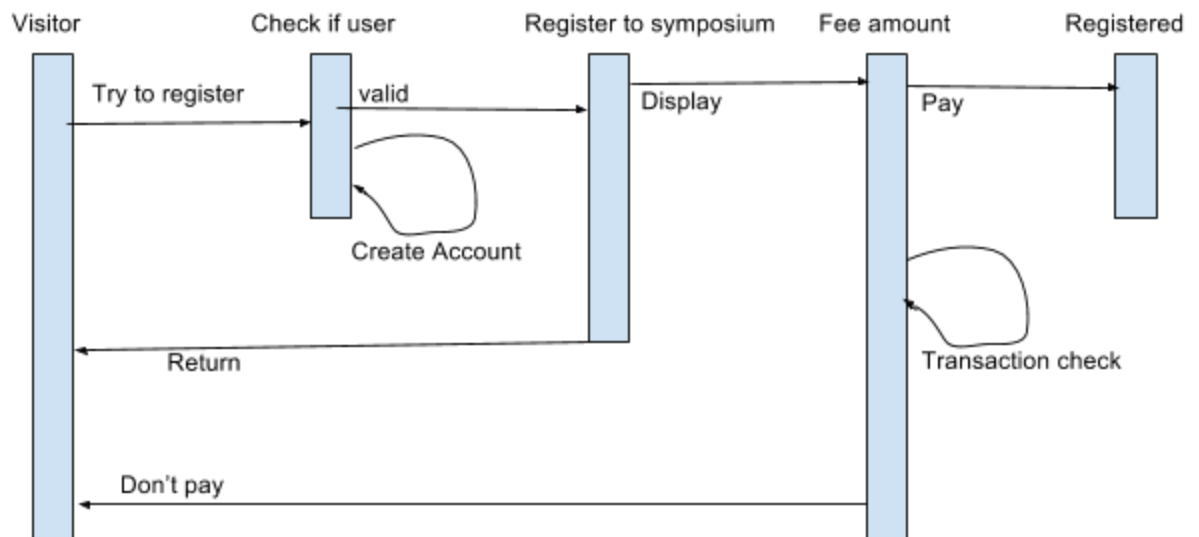 Visitor
Check if user
Register to symposium
Fee amount
Registered
Try to register
valid
Display
Pay
Create Account
Return
Transaction check
Don't pay